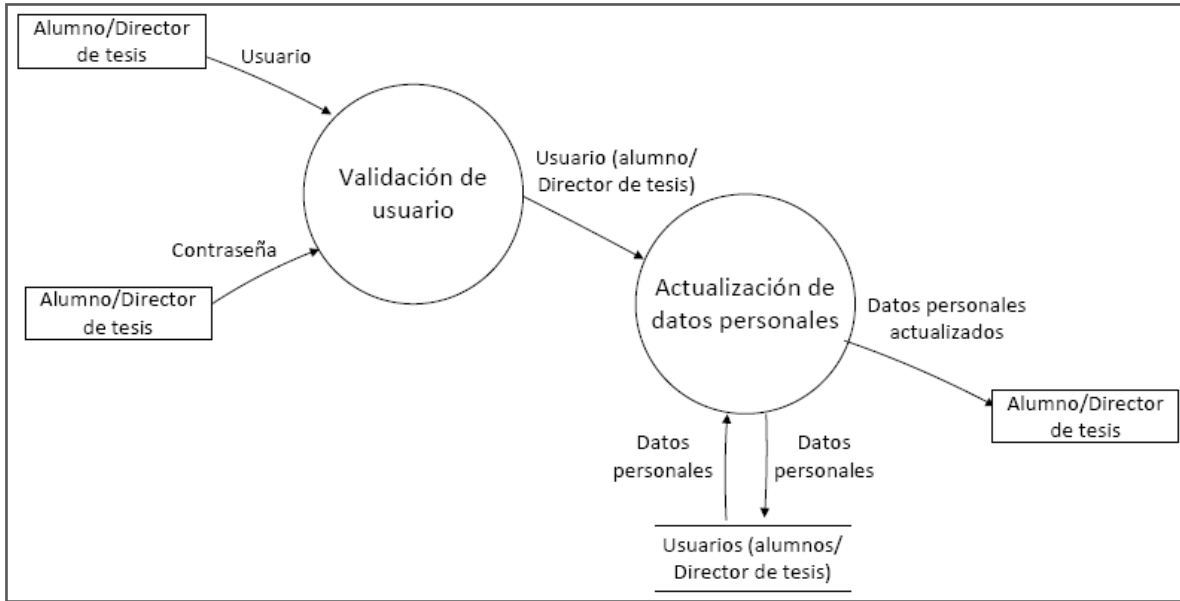 Alumno/Director
de tesis
Usuario
Validación de
usuario
Usuario (alumno/
Director de tesis)
Contraseña
Alumno/Director
de tesis
Actualización de
datos personales
Datos personales
actualizados
Alumno/Director
de tesis
Datos
personales
Datos
personales
Usuarios (alumnos/
Director de tesis)